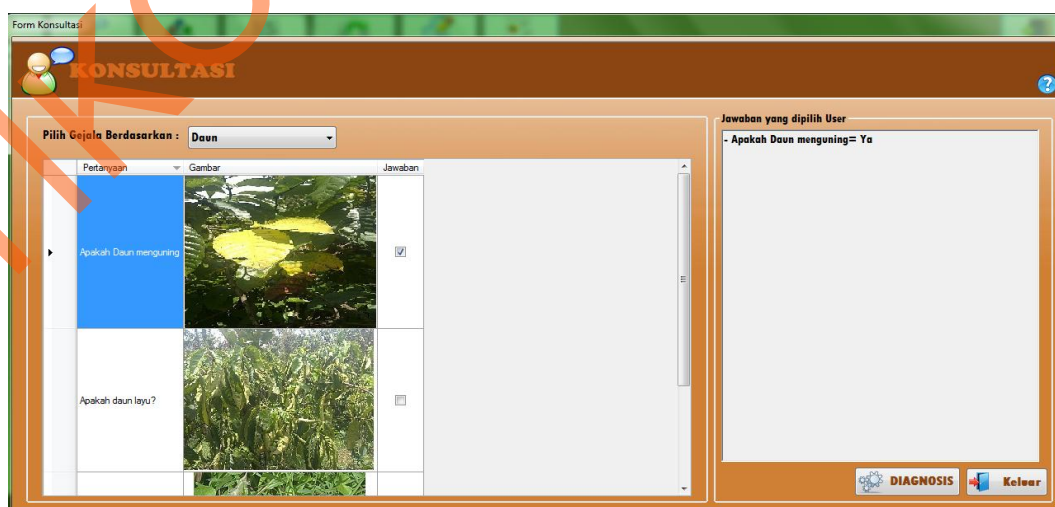 Form Konsultasi
KONSULTASI
Pilih Gejala Berdasarkan : Daun
Pertanyaan Gambar Jawaban
Apakah Daun menguning
Apakah daun layu?
Jawaban yang dipilih User
- Apakah Daun menguning= Ya
DIAGNOSIS Keluar